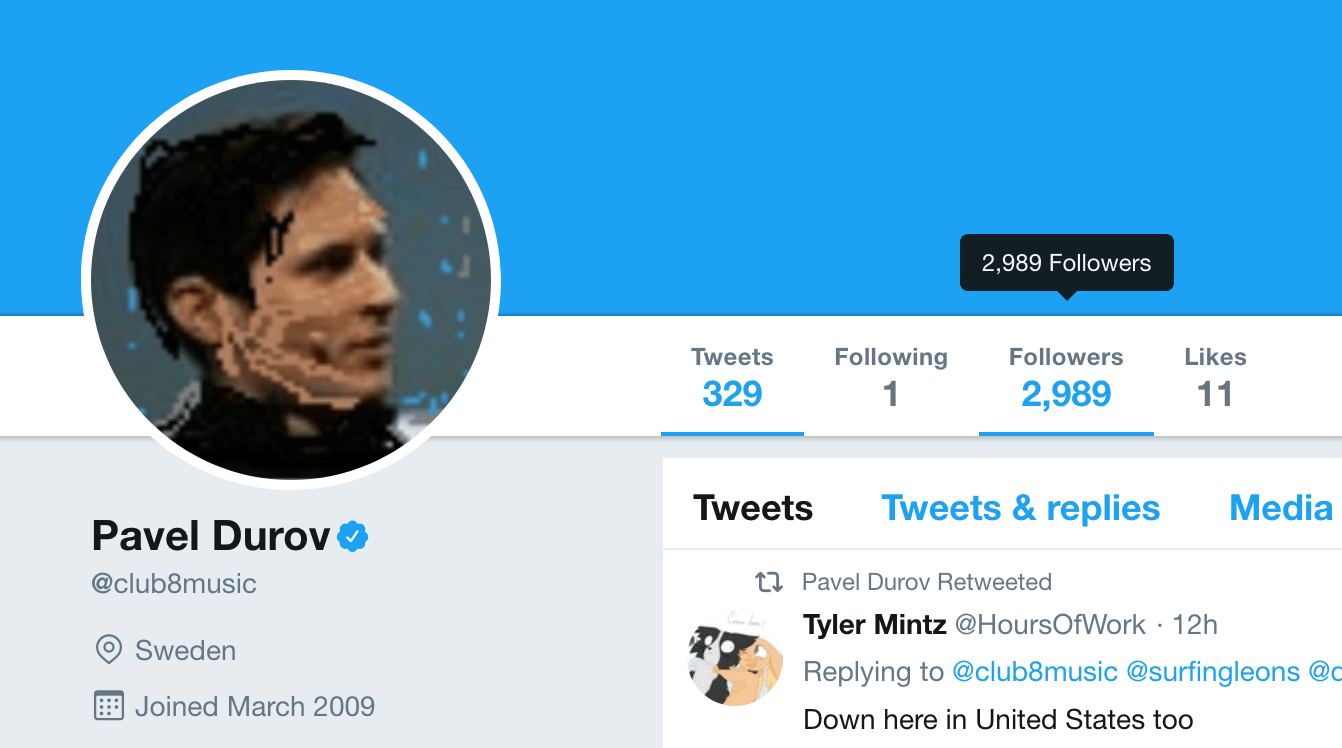 2,989 Followers
Tweets Following Followers Likes
329 1 2,989 11
Pavel Durov
@club8music
Sweden
Joined March 2009
Tweets Tweets & replies Media
Pavel Durov Retweeted
Tyler Mintz @HoursOfWork · 12h
Replying to @club8music @surfingleons
Down here in United States too